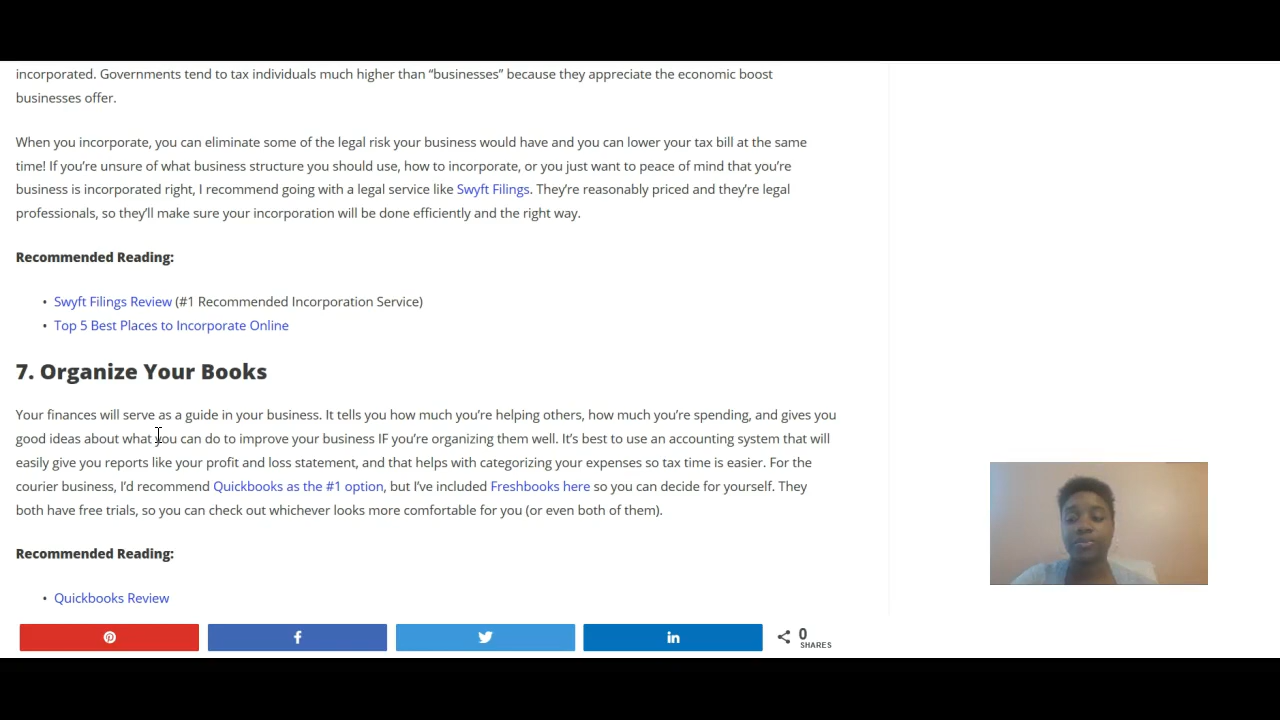 incorporated. Governments tend to tax individuals much higher than “businesses” because they appreciate the economic boost
businesses offer.
When you incorporate, you can eliminate some of the legal risk your business would have and you can lower your tax bill at the same
time! If you’re unsure of what business structure you should use, how to incorporate, or you just want to peace of mind that you’re
business is incorporated right, I recommend going with a legal service like Swyft Filings. They’re reasonably priced and they’re legal
professionals, so they’ll make sure your incorporation will be done efficiently and the right way.
Recommended Reading:
• Swyft Filings Review (#1 Recommended Incorporation Service)
• Top 5 Best Places to Incorporate Online
7. Organize Your Books
Your finances will serve as a guide in your business. It tells you how much you’re helping others, how much you’re spending, and gives you
good ideas about what you can do to improve your business IF you’re organizing them well. It’s best to use an accounting system that will
easily give you reports like your profit and loss statement, and that helps with categorizing your expenses so tax time is easier. For the
courier business, I’d recommend Quickbooks as the #1 option, but I’ve included Freshbooks here so you can decide for yourself. They
both have free trials, so you can check out whichever looks more comfortable for you (or even both of them).
Recommended Reading:
• Quickbooks Review
0
SHARES